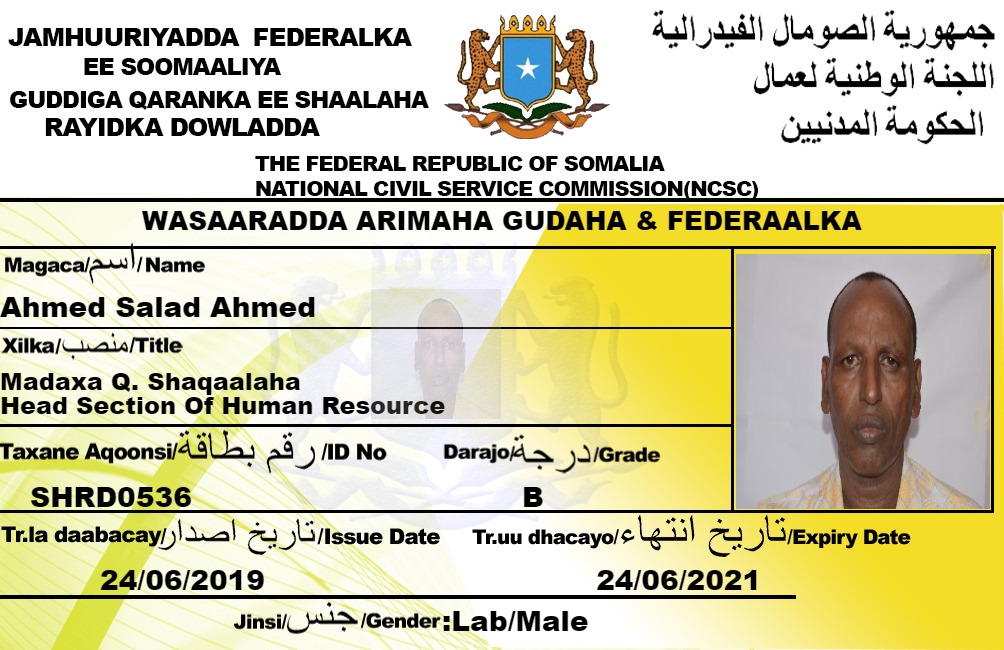 JAMHUURIYADDA FEDERALKA
EE SOOMAALIYA
GUDDIGA QARANKA EE SHAALAHA
RAYIDKA DOWLADDA
جمهورية الصومال الفيدرالية
اللجنة الوطنية لعمال
الحكومة المدنيين
THE FEDERAL REPUBLIC OF SOMALIA
NATIONAL CIVIL SERVICE COMMISSION(NCSC)
WASAARADDA ARIMAHA GUDAHA & FEDERAALKA
Magaca/اسم/Name
Ahmed Salad Ahmed
Xilka/منصب/Title
Madaxa Q. Shaqaalaha
Head Section Of Human Resource
Taxane Aqoonsi/رقم بطاقة/ID No
Darajo/درجة/Grade
SHRD0536
B
Tr.la daabacay/تاريخ اصدار/Issue Date
Tr.uu dhacayo/تاريخ انتهاء/Expiry Date
24/06/2019
24/06/2021
Jinsi/جنس/Gender:Lab/Male